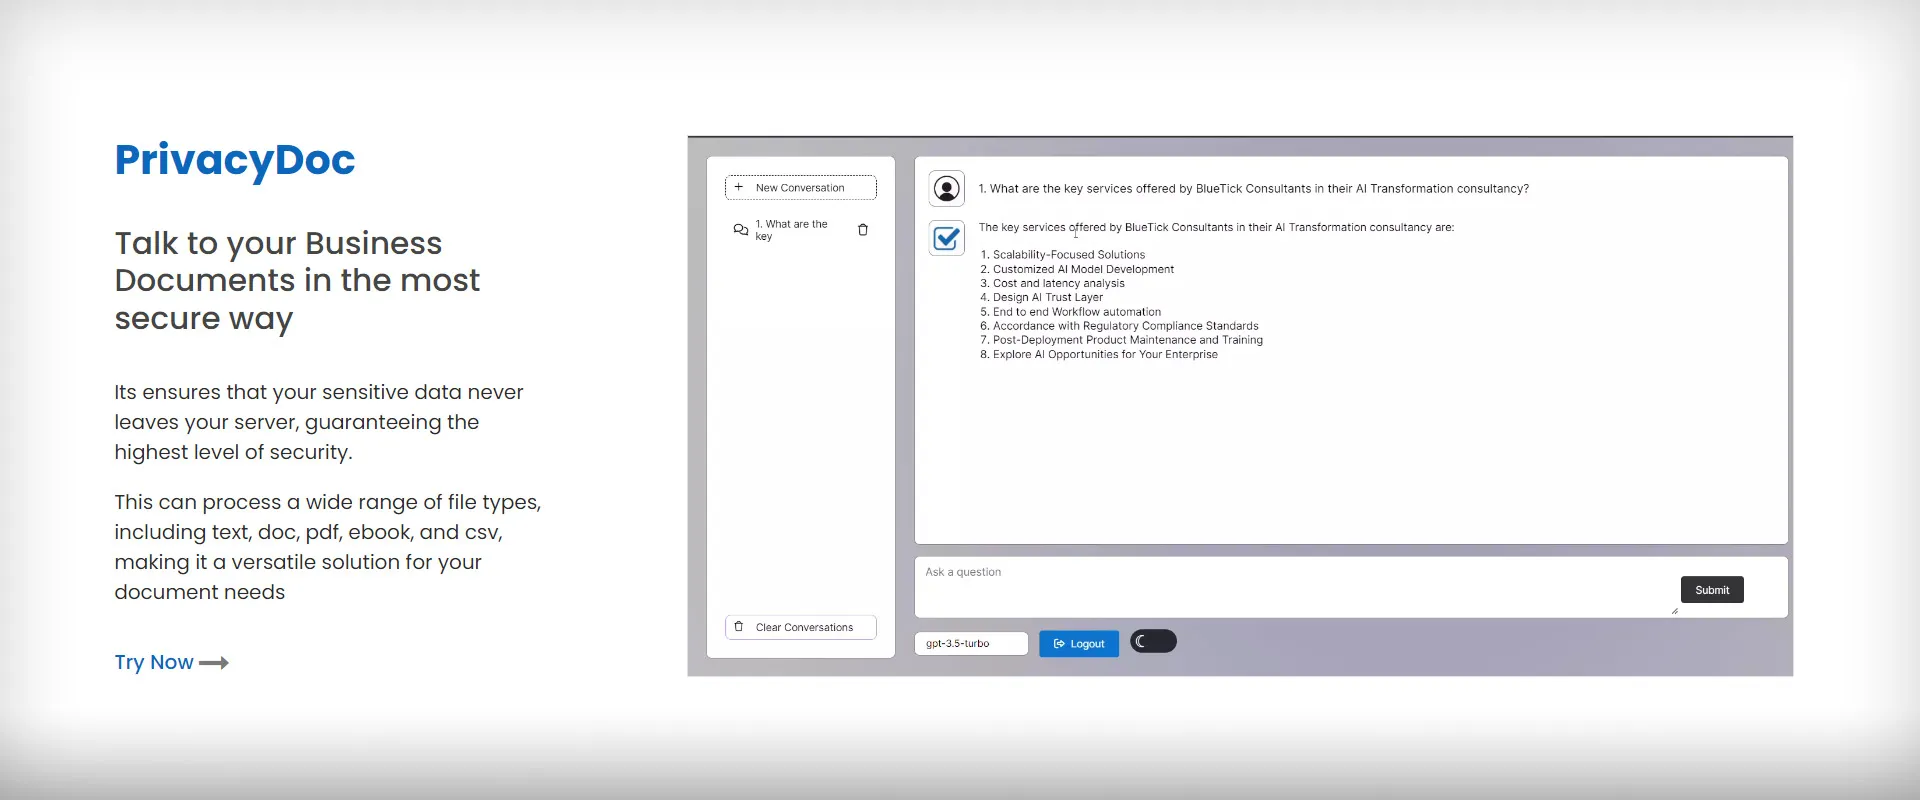 PrivacyDoc
Talk to your Business
Documents in the most
secure way
Its ensures that your sensitive data never
leaves your server, guaranteeing the
highest level of security.
This can process a wide range of file types,
including text, doc, pdf, ebook, and csv,
making it a versatile solution for your
document needs
Try Now
+ New Conversation
1. What are the
key
Clear Conversations
1. What are the key services offered by BlueTick Consultants in their AI Transformation consultancy?
The key services offered by BlueTick Consultants in their AI Transformation consultancy are:
1. Scalability-Focused Solutions
2. Customized AI Model Development
3. Cost and latency analysis
4. Design AI Trust Layer
5. End to end Workflow automation
6. Accordance with Regulatory Compliance Standards
7. Post-Deployment Product Maintenance and Training
8. Explore AI Opportunities for Your Enterprise
Ask a question
Submit
gpt-3.5-turbo
Logout